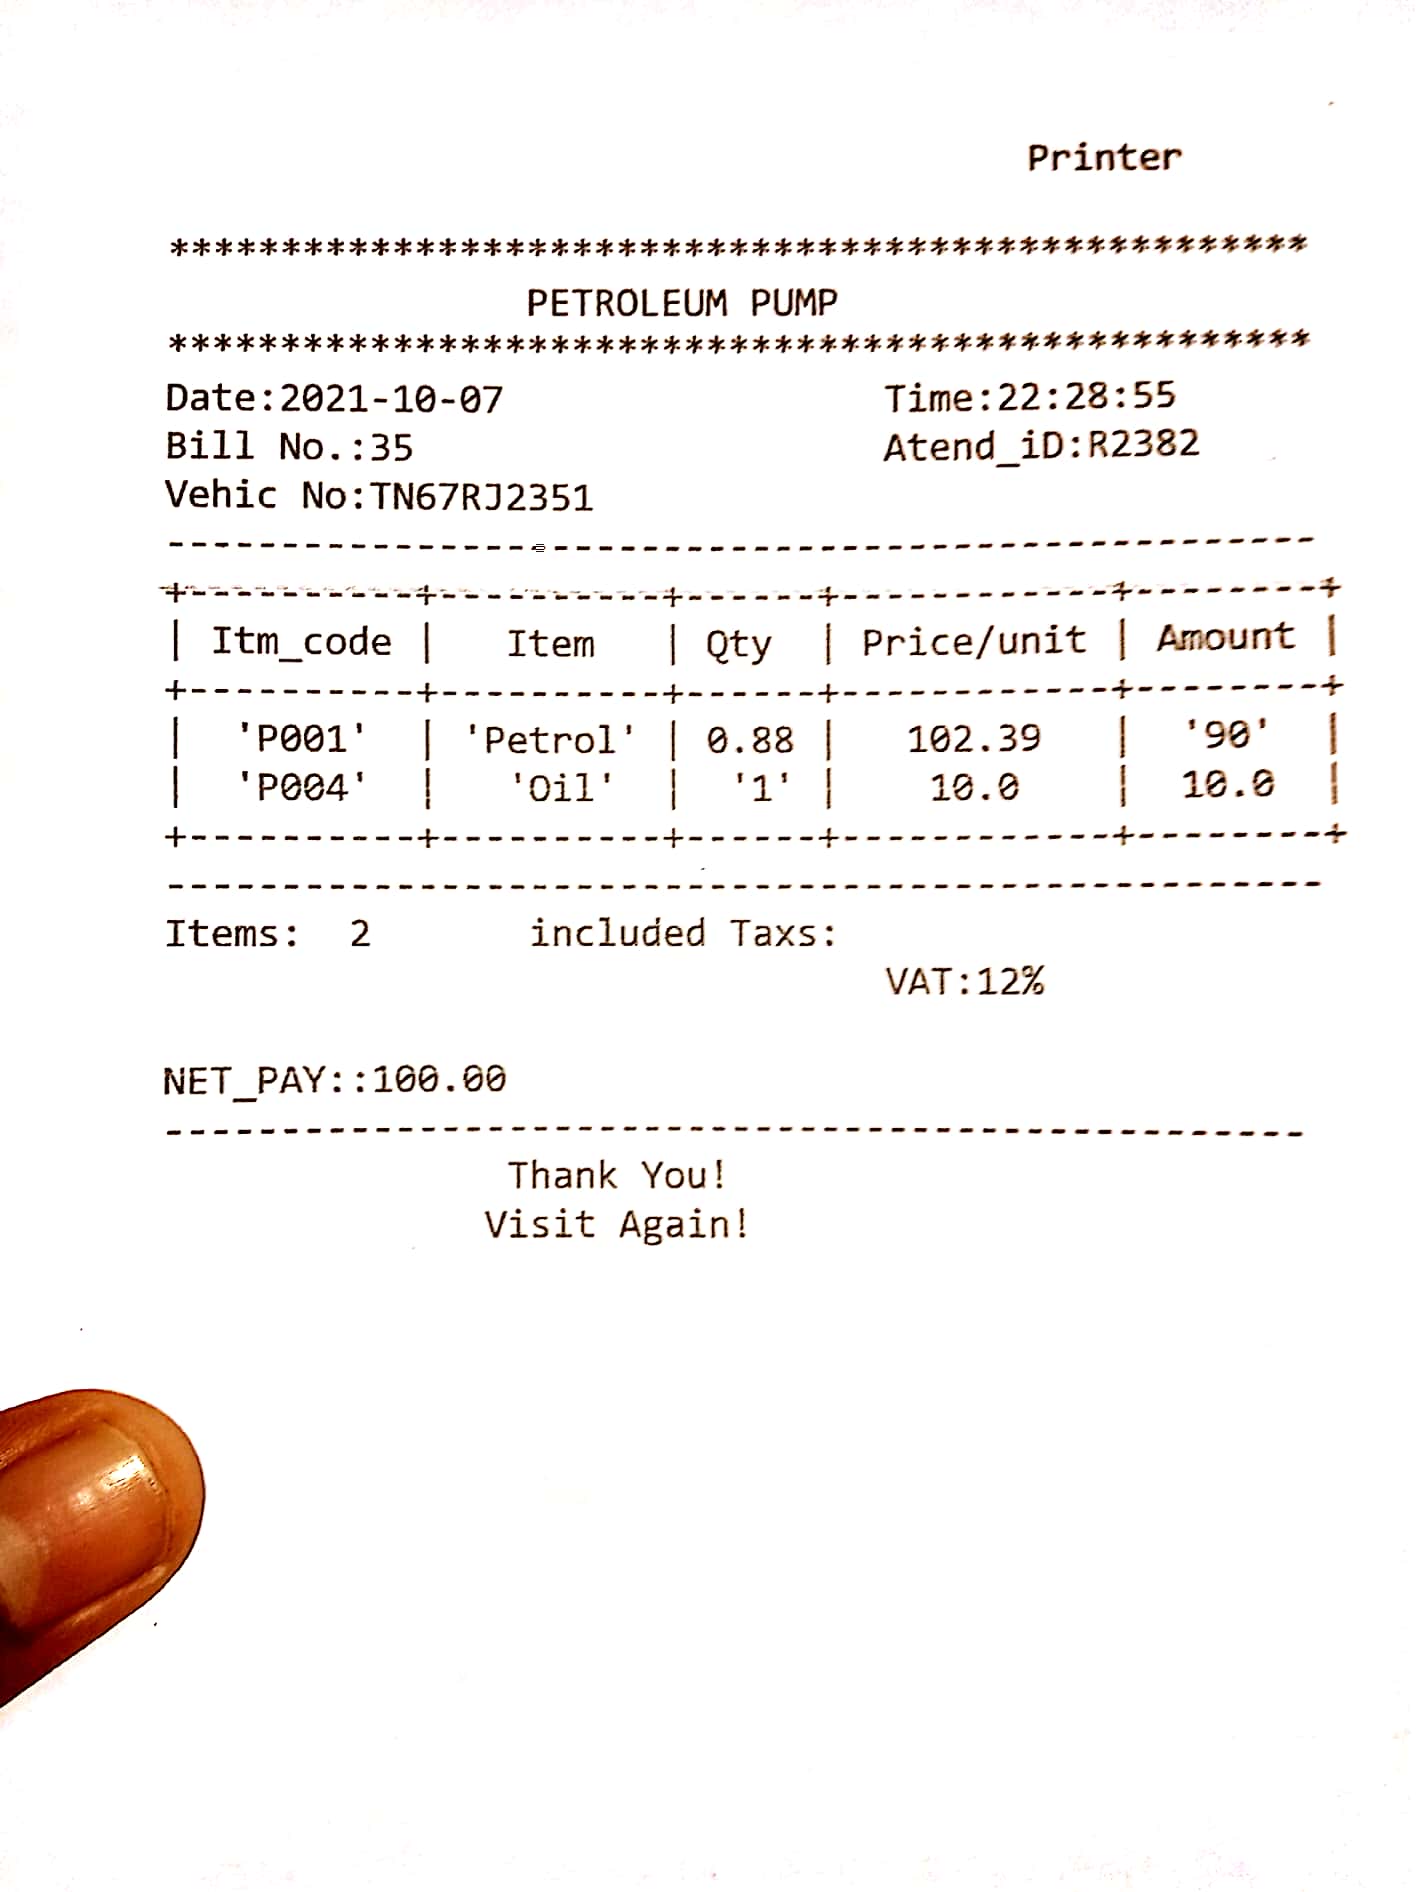 Printer
***************************************************
PETROLEUM PUMP
***************************************************
Date:2021-10-07 Time:22:28:55
Bill No.:35 Atend_iD:R2382
Vehic No:TN67RJ2351
---------------------------------------------------
+----------+----------+------+------------+--------+
| Itm_code | Item | Qty | Price/unit | Amount |
+----------+----------+------+------------+--------+
| 'P001' | 'Petrol' | 0.88 | 102.39 | '90' |
| 'P004' | 'Oil' | '1' | 10.0 | 10.0 |
+----------+----------+------+------------+--------+
---------------------------------------------------
Items: 2 included Taxs:
VAT:12%
NET_PAY::100.00
---------------------------------------------------
Thank You!
Visit Again!